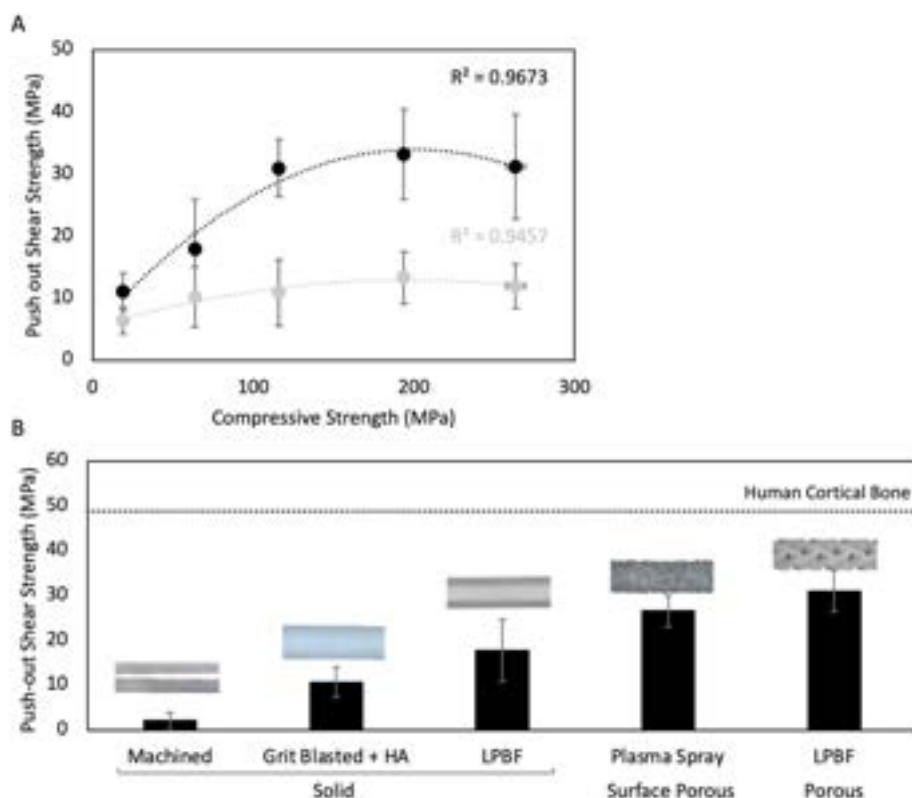 A
50
40
30
20
10
0
Push out Shear Strength (MPa)
R² = 0.9673
R² = 0.9457
0 100 200 300
Compressive Strength (MPa)
B
60
50
40
30
20
10
0
Push-out Shear Strength (MPa)
Human Cortical Bone
Machined Grit Blasted + HA LPBF Plasma Spray LPBF
Solid Surface Porous Porous